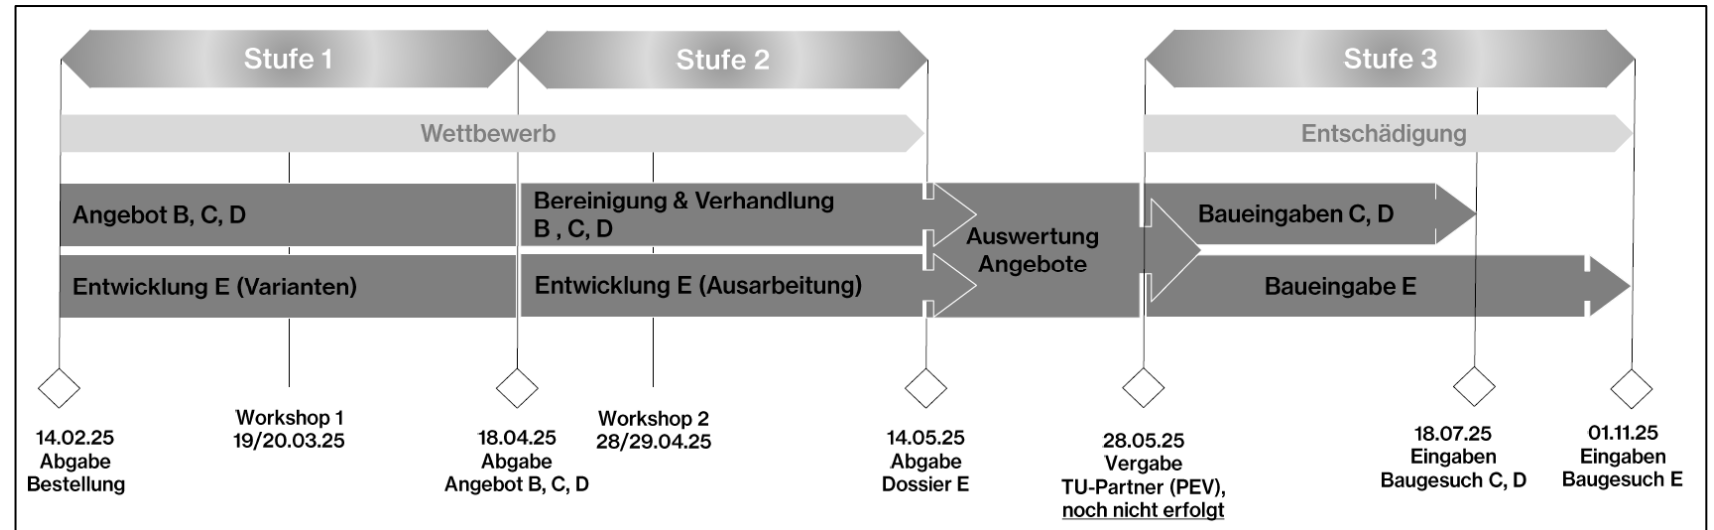 Stufe 1
Stufe 2
Stufe 3
Wettbewerb
Entschädigung
Angebot B, C, D
Bereinigung & Verhandlung
B , C, D
Auswertung
Angebote
Baueingaben C, D
Entwicklung E (Varianten)
Entwicklung E (Ausarbeitung)
Baueingabe E
14.02.25
Abgabe
Bestellung
Workshop 1
19/20.03.25
18.04.25
Abgabe
Angebot B, C, D
Workshop 2
28/29.04.25
14.05.25
Abgabe
Dossier E
28.05.25
Vergabe
TU-Partner (PEV),
noch nicht erfolgt
18.07.25
Eingaben
Baugesuch C, D
01.11.25
Eingaben
Baugesuch E